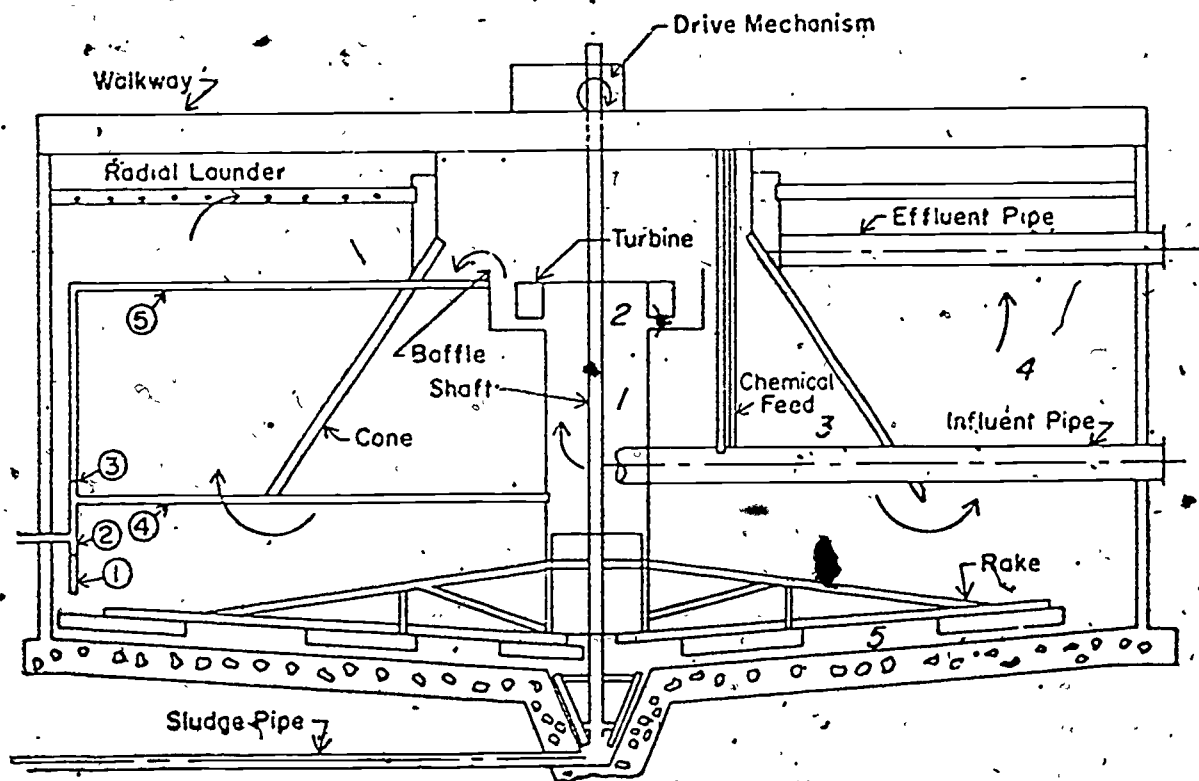 Drive Mechanism
Walkway
Radial Launder
Effluent Pipe
Turbine
1
2
5
Baffle
Shaft
1
Chemical
Feed
3
4
Influent Pipe
Cone
3
4
2
1
Rake
5
Sludge Pipe